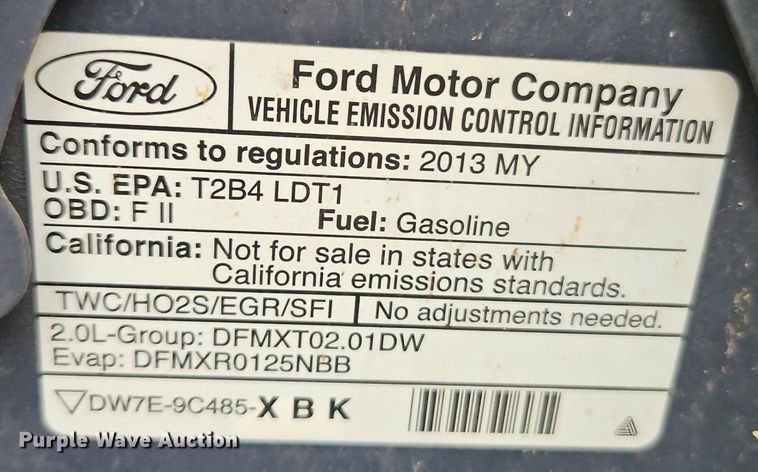 Ford
Ford Motor Company
VEHICLE EMISSION CONTROL INFORMATION
Conforms to regulations: 2013 MY
U.S. EPA: T2B4 LDT1
OBD: F II Fuel: Gasoline
California: Not for sale in states with
California emissions standards.
TWC/HO2S/EGR/SFI No adjustments needed.
2.0L-Group: DFMXT02.01DW
Evap: DFMXR0125NBB
▽DW7E-9C485-X B K
Purple Wave Auction